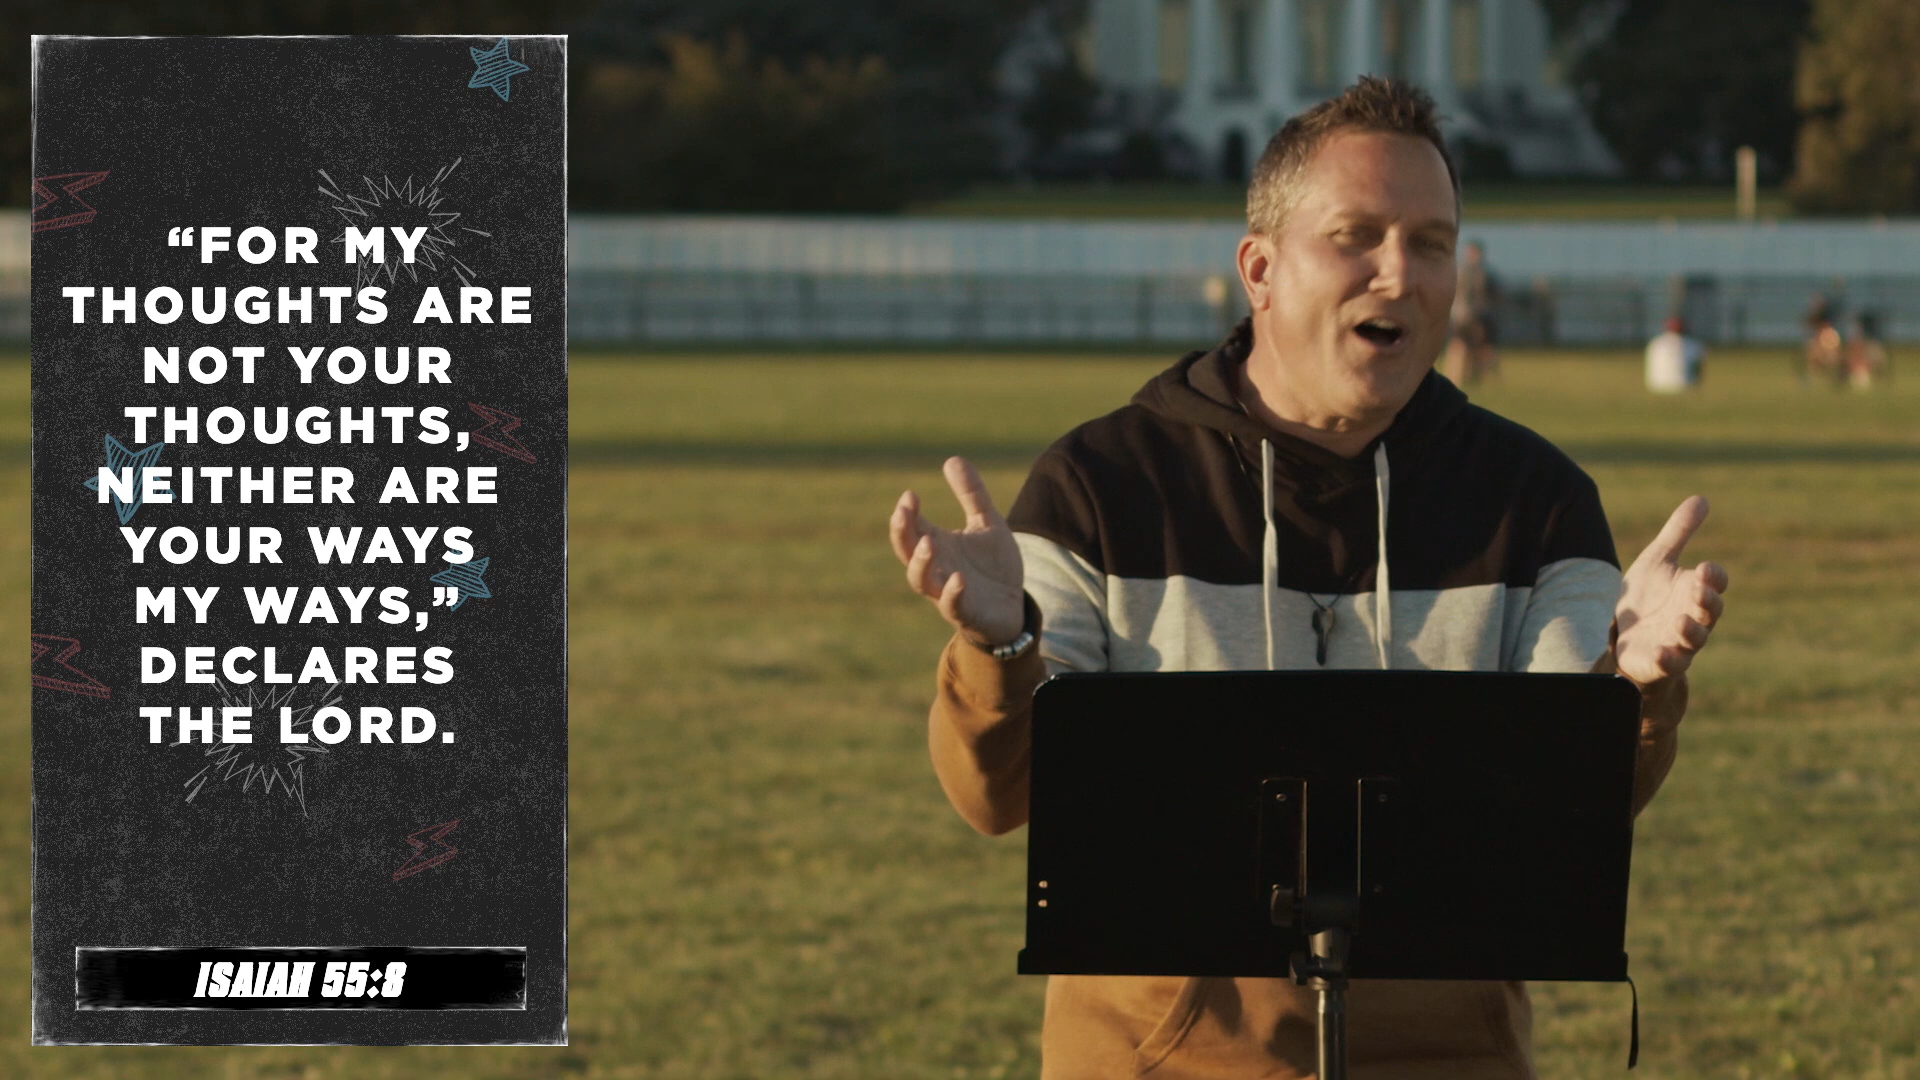 “FOR MY
THOUGHTS ARE
NOT YOUR
THOUGHTS,
NEITHER ARE
YOUR WAYS
MY WAYS,”
DECLARES
THE LORD.
ISAIAH 55:8